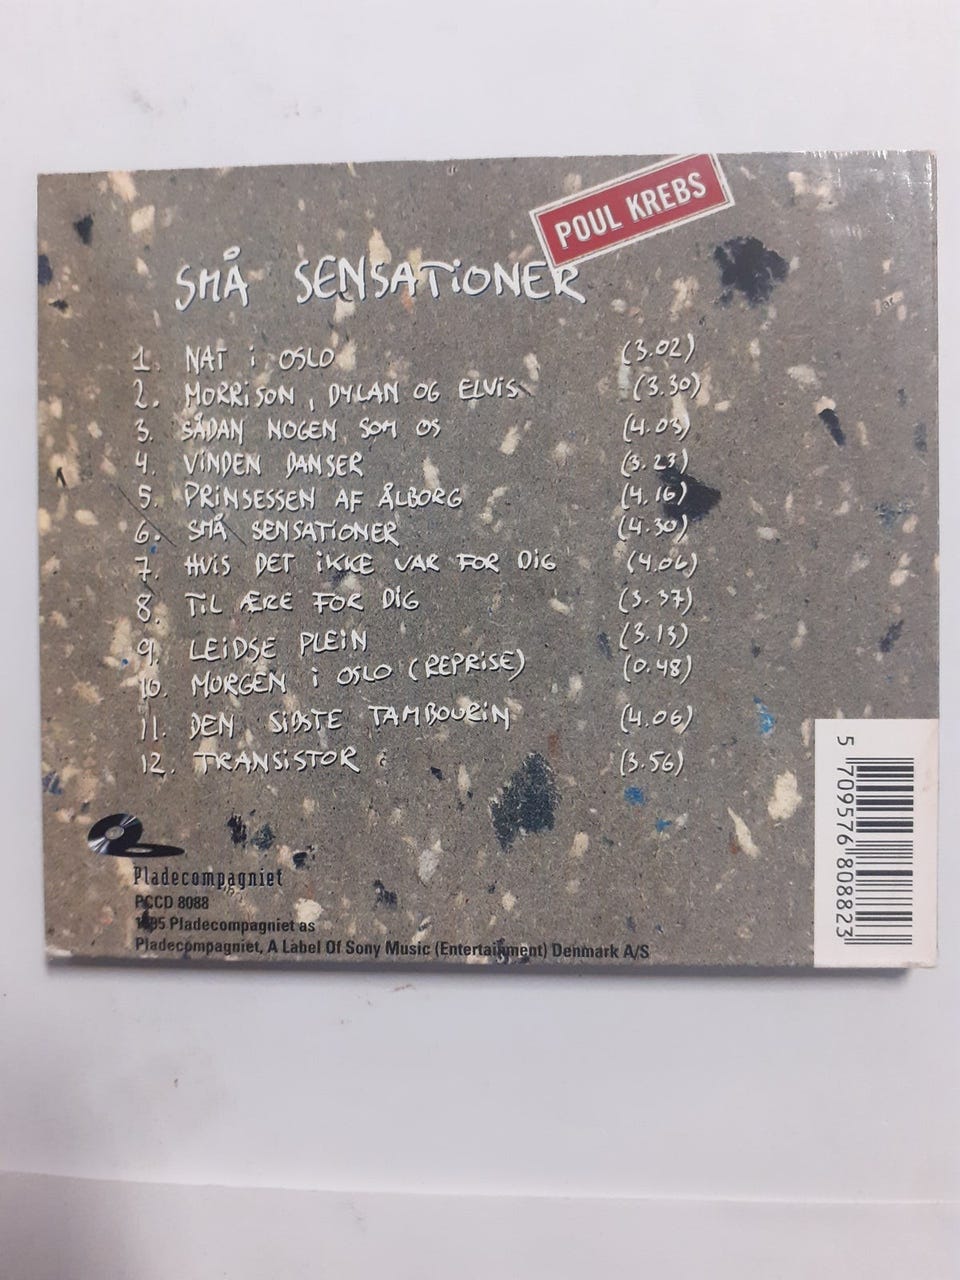 POUL KREBS
SMÅ SENSATIONER
1. NAT i OSLO (3.02)
2. MORRiSON, DYLAN OG ELViS (3.30)
3. SÅDAN NOGEN SOM OS (4.03)
4. ViNDEN DANSER (3.23)
5. PRiNSESSEN AF ÅLBORG (4.16)
6. SMÅ SENSATIONER (4.30)
7. HViS DET iKKE VAR FOR DiG (4.06)
8. TiL ÆRE FOR DiG (3.37)
9. LEiDSE PLEiN (3.13)
10. MORGEN i OSLO (REPRiSE) (0.48)
11. DEN SiDSTE TAMBOURiN (4.06)
12. TRANSiSTOR (3.56)
Pladecompagniet
PCCD 8088
1995 Pladecompagniet as
Pladecompagniet, A Label Of Sony Music (Entertainment) Denmark A/S
5 709576 808823